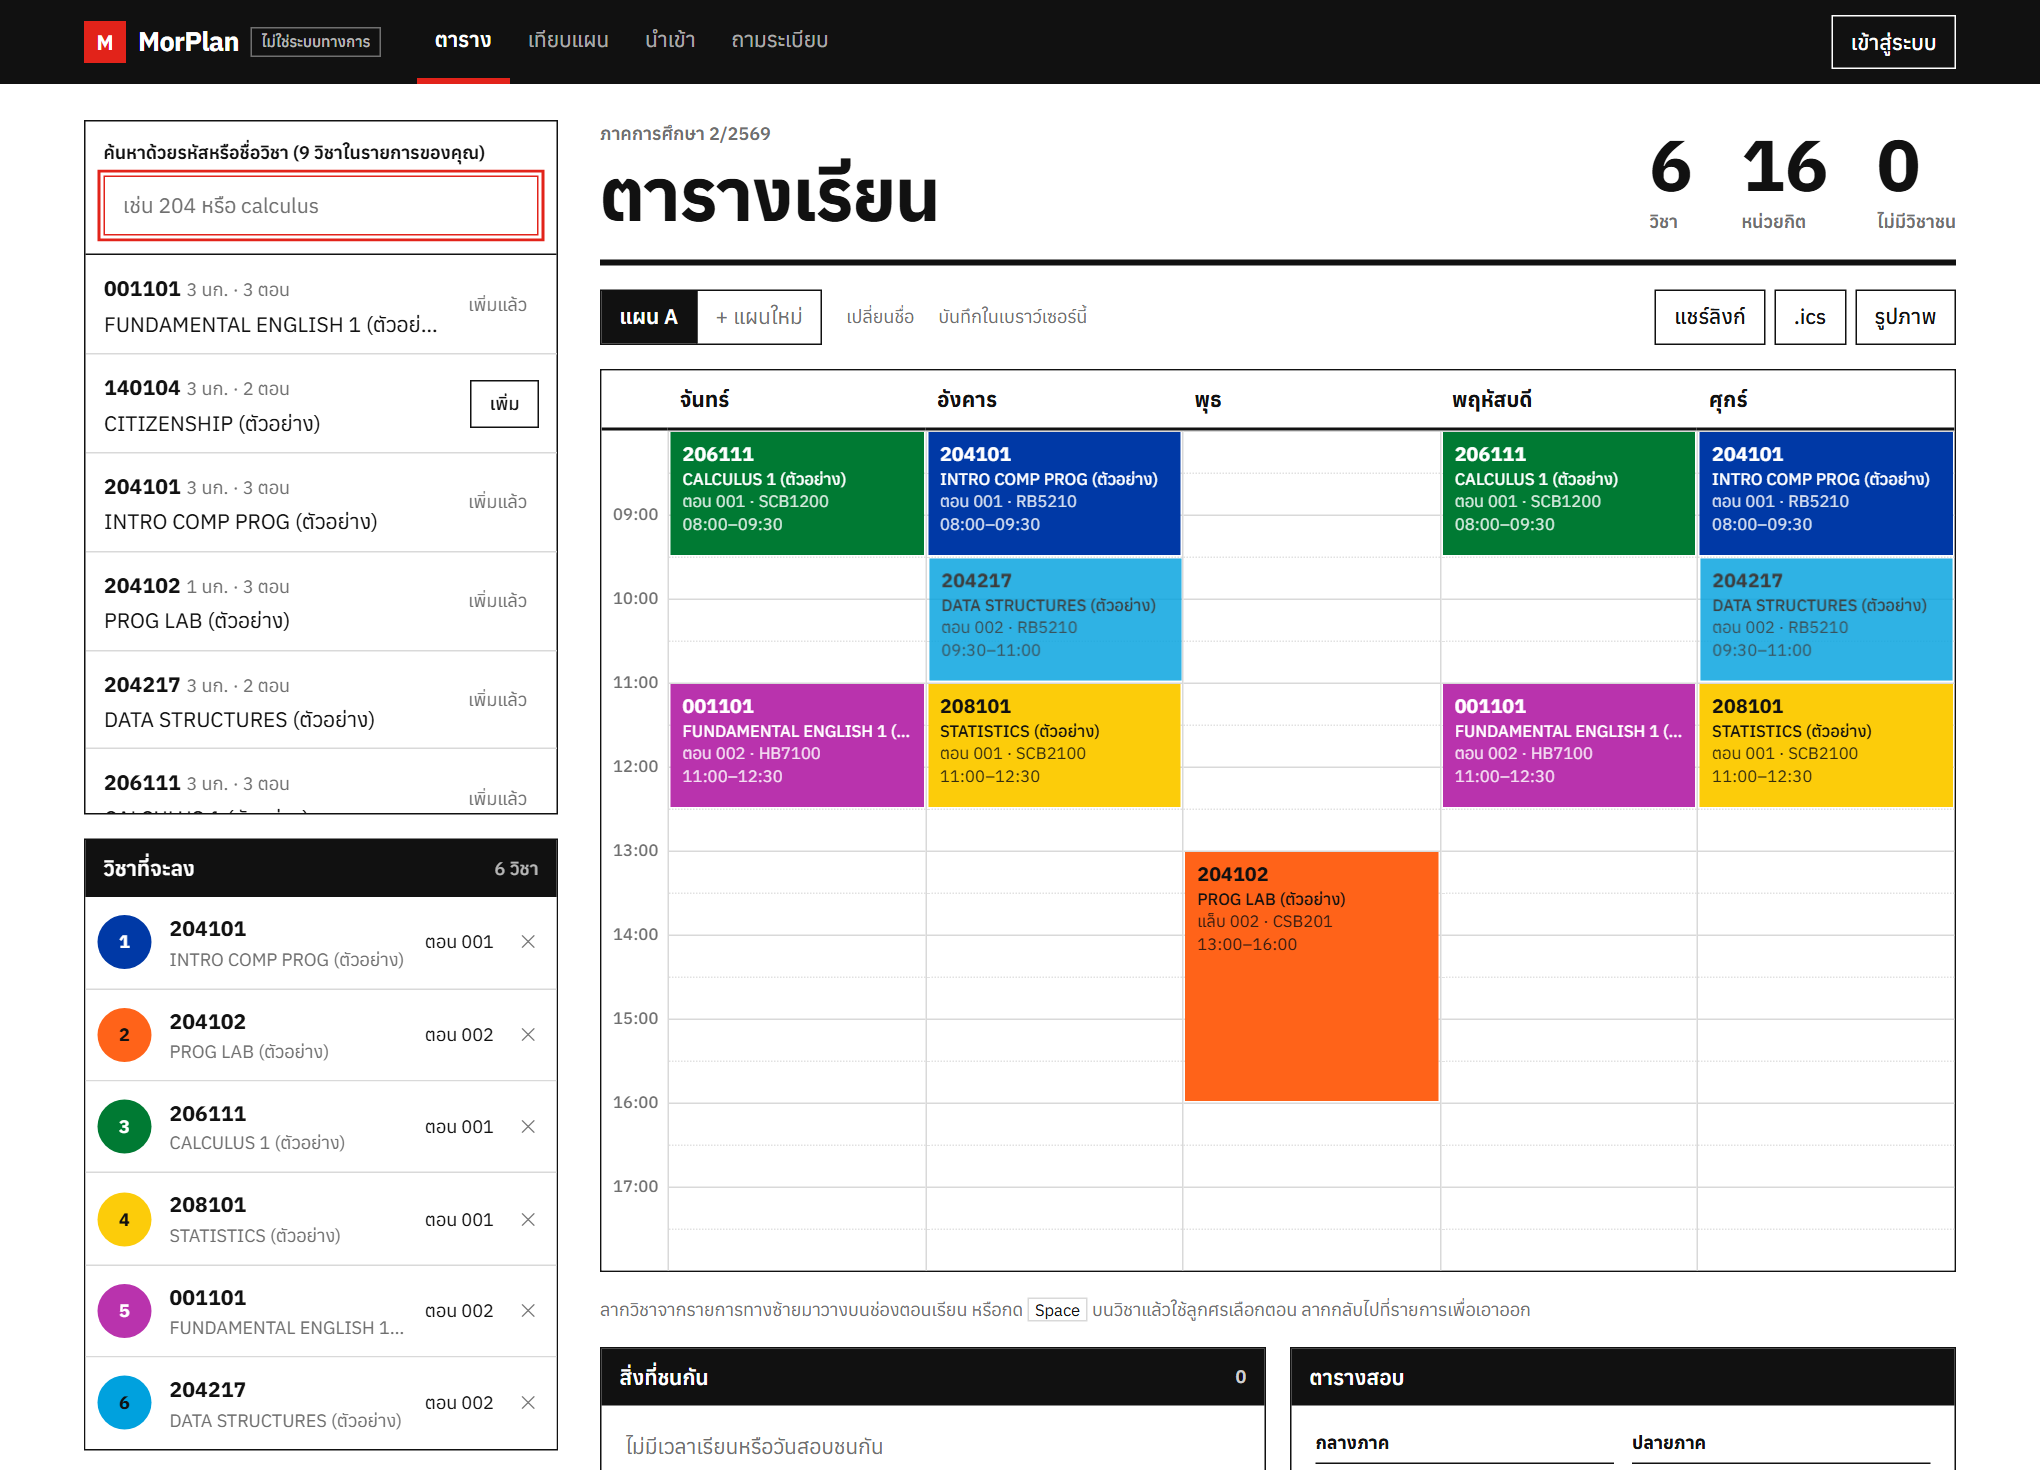 M MorPlan ไม่ใช่ระบบทางการ ตาราง เทียบแผน นำเข้า ถามระเบียบ เข้าสู่ระบบ
ค้นหาด้วยรหัสหรือชื่อวิชา (9 วิชาในรายการของคุณ)
เช่น 204 หรือ calculus
001101 3 นก. · 3 ตอน
FUNDAMENTAL ENGLISH 1 (ตัวอย่...
เพิ่มแล้ว
140104 3 นก. · 2 ตอน
CITIZENSHIP (ตัวอย่าง)
เพิ่ม
204101 3 นก. · 3 ตอน
INTRO COMP PROG (ตัวอย่าง)
เพิ่มแล้ว
204102 1 นก. · 3 ตอน
PROG LAB (ตัวอย่าง)
เพิ่มแล้ว
204217 3 นก. · 2 ตอน
DATA STRUCTURES (ตัวอย่าง)
เพิ่มแล้ว
206111 3 นก. · 3 ตอน
เพิ่มแล้ว
วิชาที่จะลง 6 วิชา
1 204101 ตอน 001 ×
INTRO COMP PROG (ตัวอย่าง)
2 204102 ตอน 002 ×
PROG LAB (ตัวอย่าง)
3 206111 ตอน 001 ×
CALCULUS 1 (ตัวอย่าง)
4 208101 ตอน 001 ×
STATISTICS (ตัวอย่าง)
5 001101 ตอน 002 ×
FUNDAMENTAL ENGLISH 1...
6 204217 ตอน 002 ×
DATA STRUCTURES (ตัวอย่าง)
ภาคการศึกษา 2/2569
ตารางเรียน
6 วิชา
16 หน่วยกิต
0 ไม่มีวิชาชน
แผน A + แผนใหม่ เปลี่ยนชื่อ บันทึกในเบราว์เซอร์นี้ แชร์ลิงก์ .ics รูปภาพ
จันทร์ อังคาร พุธ พฤหัสบดี ศุกร์
09:00
10:00
11:00
12:00
13:00
14:00
15:00
16:00
17:00
206111
CALCULUS 1 (ตัวอย่าง)
ตอน 001 · SCB1200
08:00–09:30
001101
FUNDAMENTAL ENGLISH 1 (...
ตอน 002 · HB7100
11:00–12:30
204101
INTRO COMP PROG (ตัวอย่าง)
ตอน 001 · RB5210
08:00–09:30
204217
DATA STRUCTURES (ตัวอย่าง)
ตอน 002 · RB5210
09:30–11:00
208101
STATISTICS (ตัวอย่าง)
ตอน 001 · SCB2100
11:00–12:30
204102
PROG LAB (ตัวอย่าง)
แล็บ 002 · CSB201
13:00–16:00
206111
CALCULUS 1 (ตัวอย่าง)
ตอน 001 · SCB1200
08:00–09:30
001101
FUNDAMENTAL ENGLISH 1 (...
ตอน 002 · HB7100
11:00–12:30
204101
INTRO COMP PROG (ตัวอย่าง)
ตอน 001 · RB5210
08:00–09:30
204217
DATA STRUCTURES (ตัวอย่าง)
ตอน 002 · RB5210
09:30–11:00
208101
STATISTICS (ตัวอย่าง)
ตอน 001 · SCB2100
11:00–12:30
ลากวิชาจากรายการทางซ้ายมาวางบนช่องตอนเรียน หรือกด Space บนวิชาแล้วใช้ลูกศรเลือกตอน ลากกลับไปที่รายการเพื่อเอาออก
สิ่งที่ชนกัน 0
ไม่มีเวลาเรียนหรือวันสอบชนกัน
ตารางสอบ
กลางภาค ปลายภาค